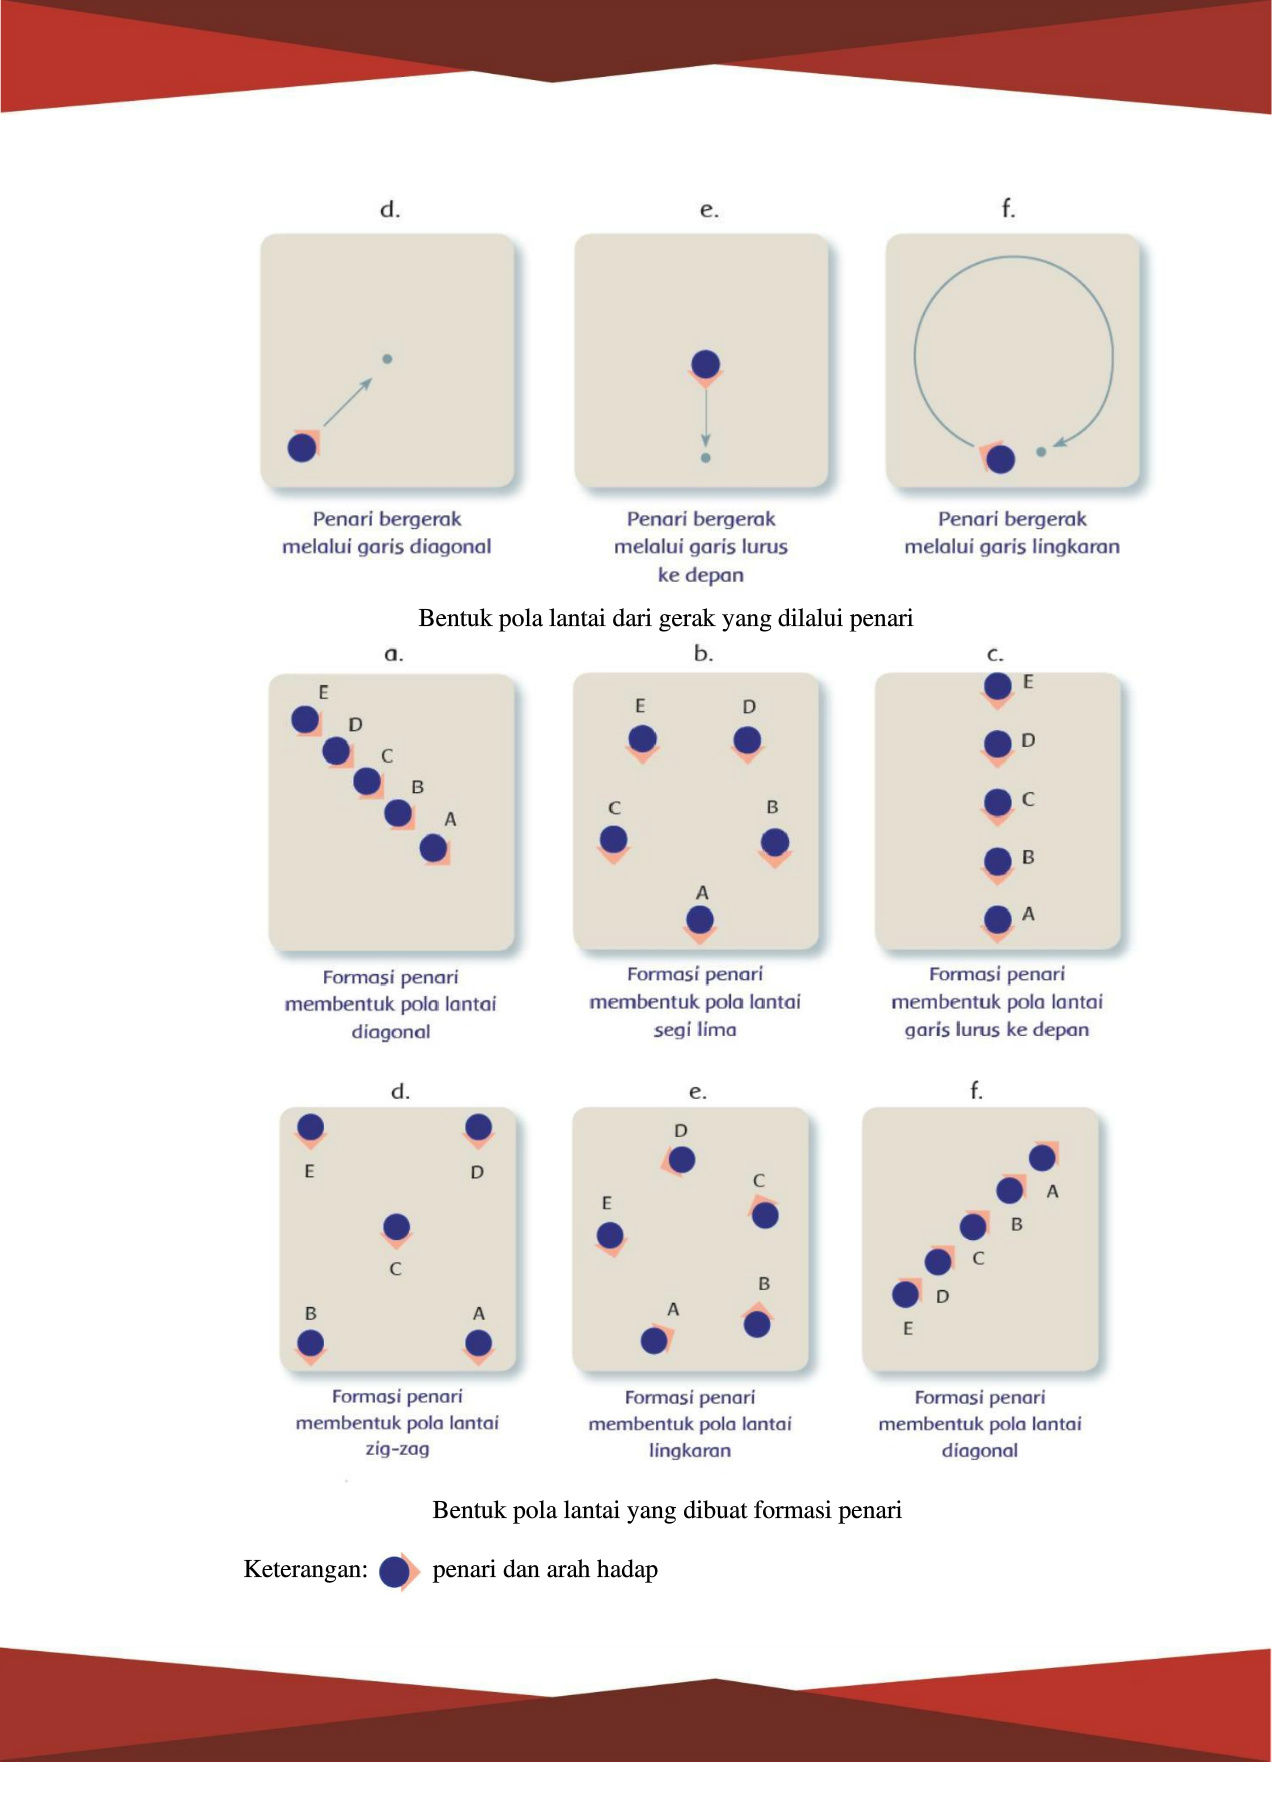 d.
e.
f.
Penari bergerak
melalui garis diagonal
Penari bergerak
melalui garis lurus
ke depan
Penari bergerak
melalui garis lingkaran
Bentuk pola lantai dari gerak yang dilalui penari
a.
b.
c.
E
D
C
B
A
E
D
C
B
A
E
D
C
B
A
Formasi penari
membentuk pola lantai
diagonal
Formasi penari
membentuk pola lantai
segi lima
Formasi penari
membentuk pola lantai
garis lurus ke depan
d.
e.
f.
E
D
C
B
A
D
C
E
B
A
A
B
C
D
E
Formasi penari
membentuk pola lantai
zig-zag
Formasi penari
membentuk pola lantai
lingkaran
Formasi penari
membentuk pola lantai
diagonal
Bentuk pola lantai yang dibuat formasi penari
Keterangan: penari dan arah hadap